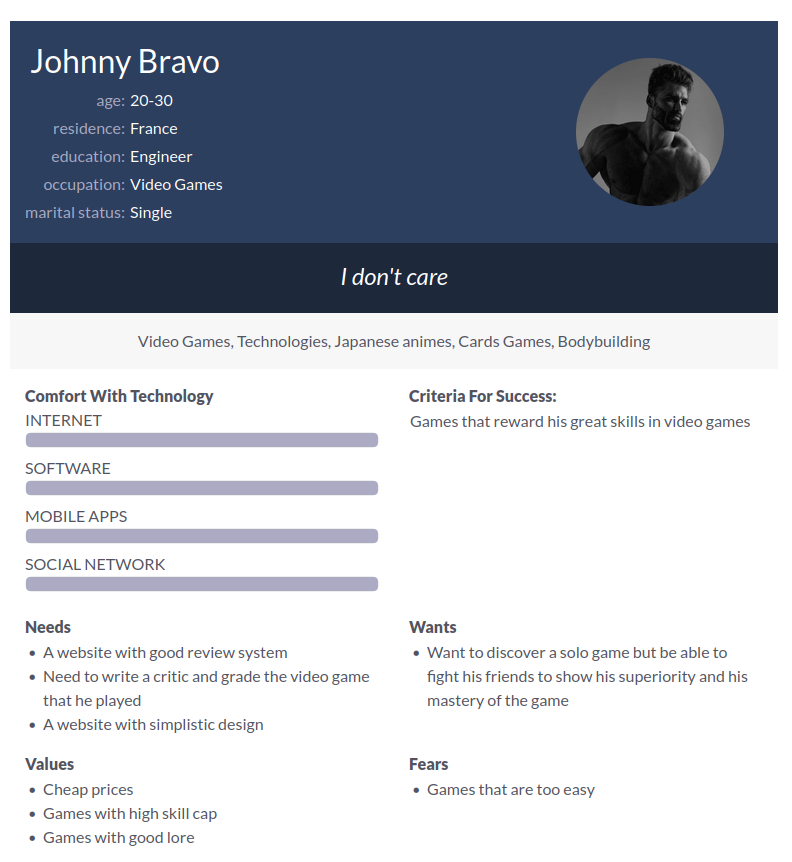 Johnny Bravo
age: 20-30
residence: France
education: Engineer
occupation: Video Games
marital status: Single
I don't care
Video Games, Technologies, Japanese animes, Cards Games, Bodybuilding
Comfort With Technology
INTERNET
SOFTWARE
MOBILE APPS
SOCIAL NETWORK
Criteria For Success:
Games that reward his great skills in video games
Needs
• A website with good review system
• Need to write a critic and grade the video game
that he played
• A website with simplistic design
Wants
• Want to discover a solo game but be able to
fight his friends to show his superiority and his
mastery of the game
Values
• Cheap prices
• Games with high skill cap
• Games with good lore
Fears
• Games that are too easy